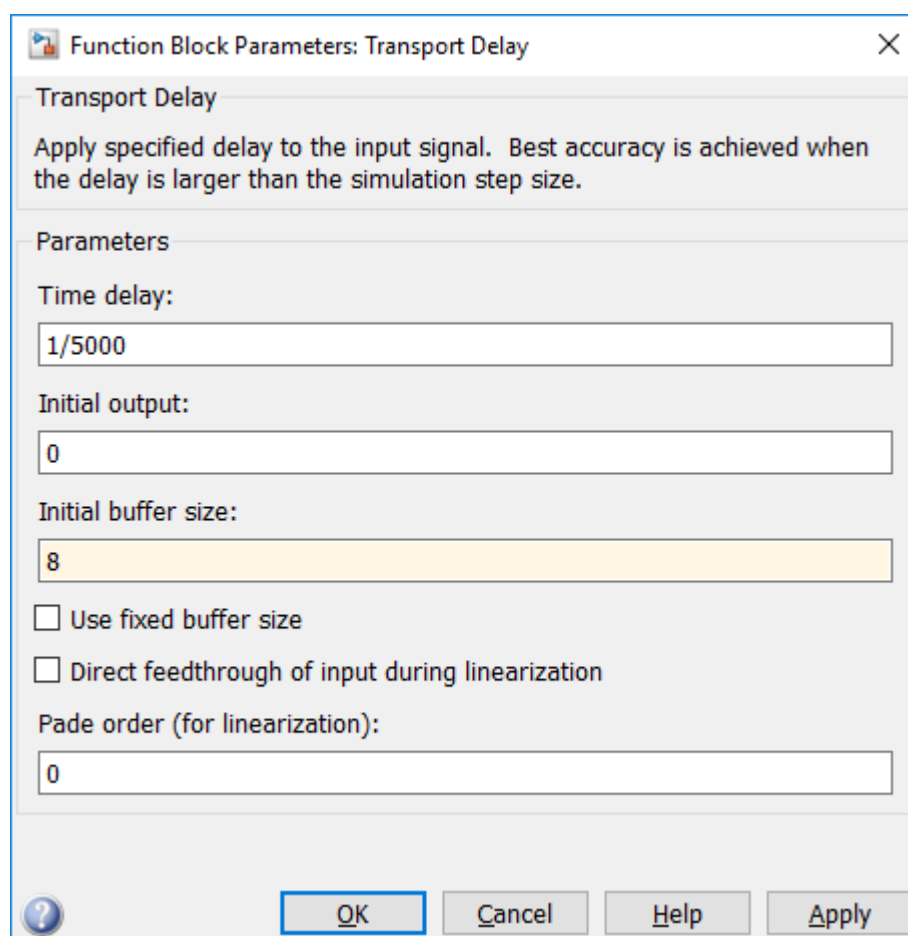 Function Block Parameters: Transport Delay
Transport Delay
Apply specified delay to the input signal.  Best accuracy is achieved when
the delay is larger than the simulation step size.
Parameters
Time delay:
1/5000
Initial output:
0
Initial buffer size:
8
Use fixed buffer size
Direct feedthrough of input during linearization
Pade order (for linearization):
0
? OK Cancel Help Apply